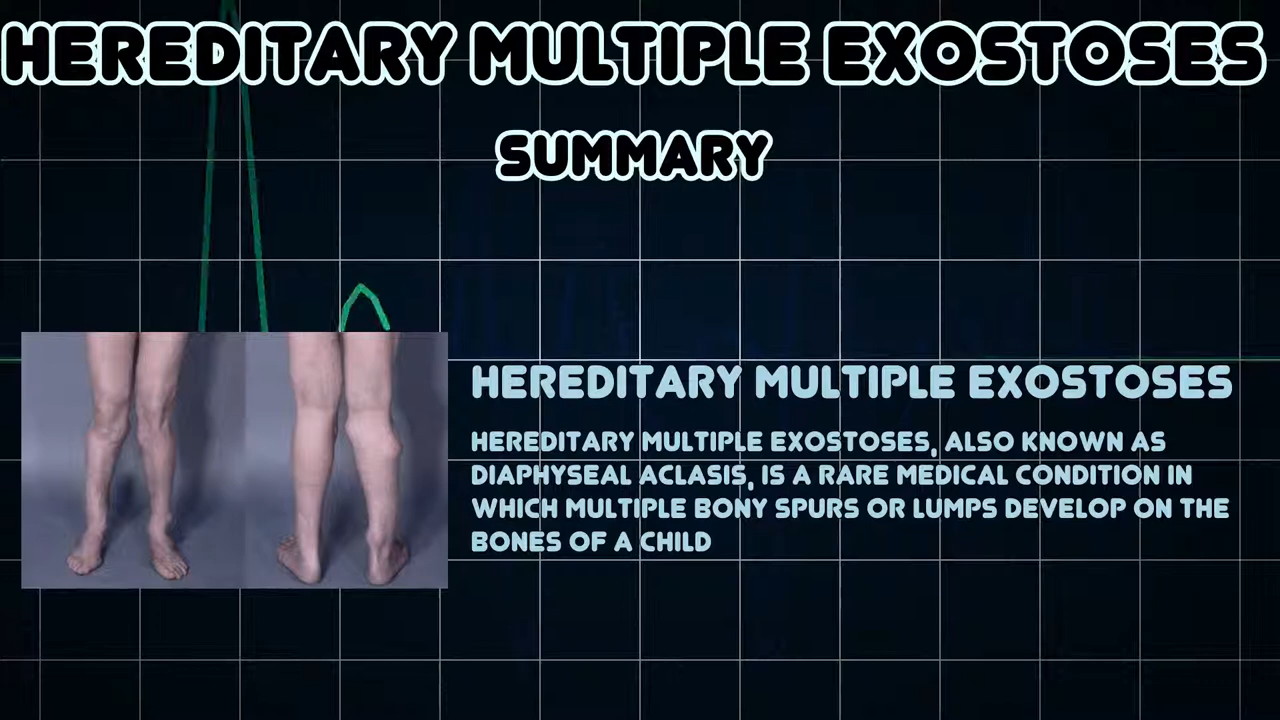 HEREDITARY MULTIPLE EXOSTOSES
SUMMARY
HEREDITARY MULTIPLE EXOSTOSES
HEREDITARY MULTIPLE EXOSTOSES, ALSO KNOWN AS
DIAPHYSEAL ACLASIS, IS A RARE MEDICAL CONDITION IN
WHICH MULTIPLE BONY SPURS OR LUMPS DEVELOP ON THE
BONES OF A CHILD